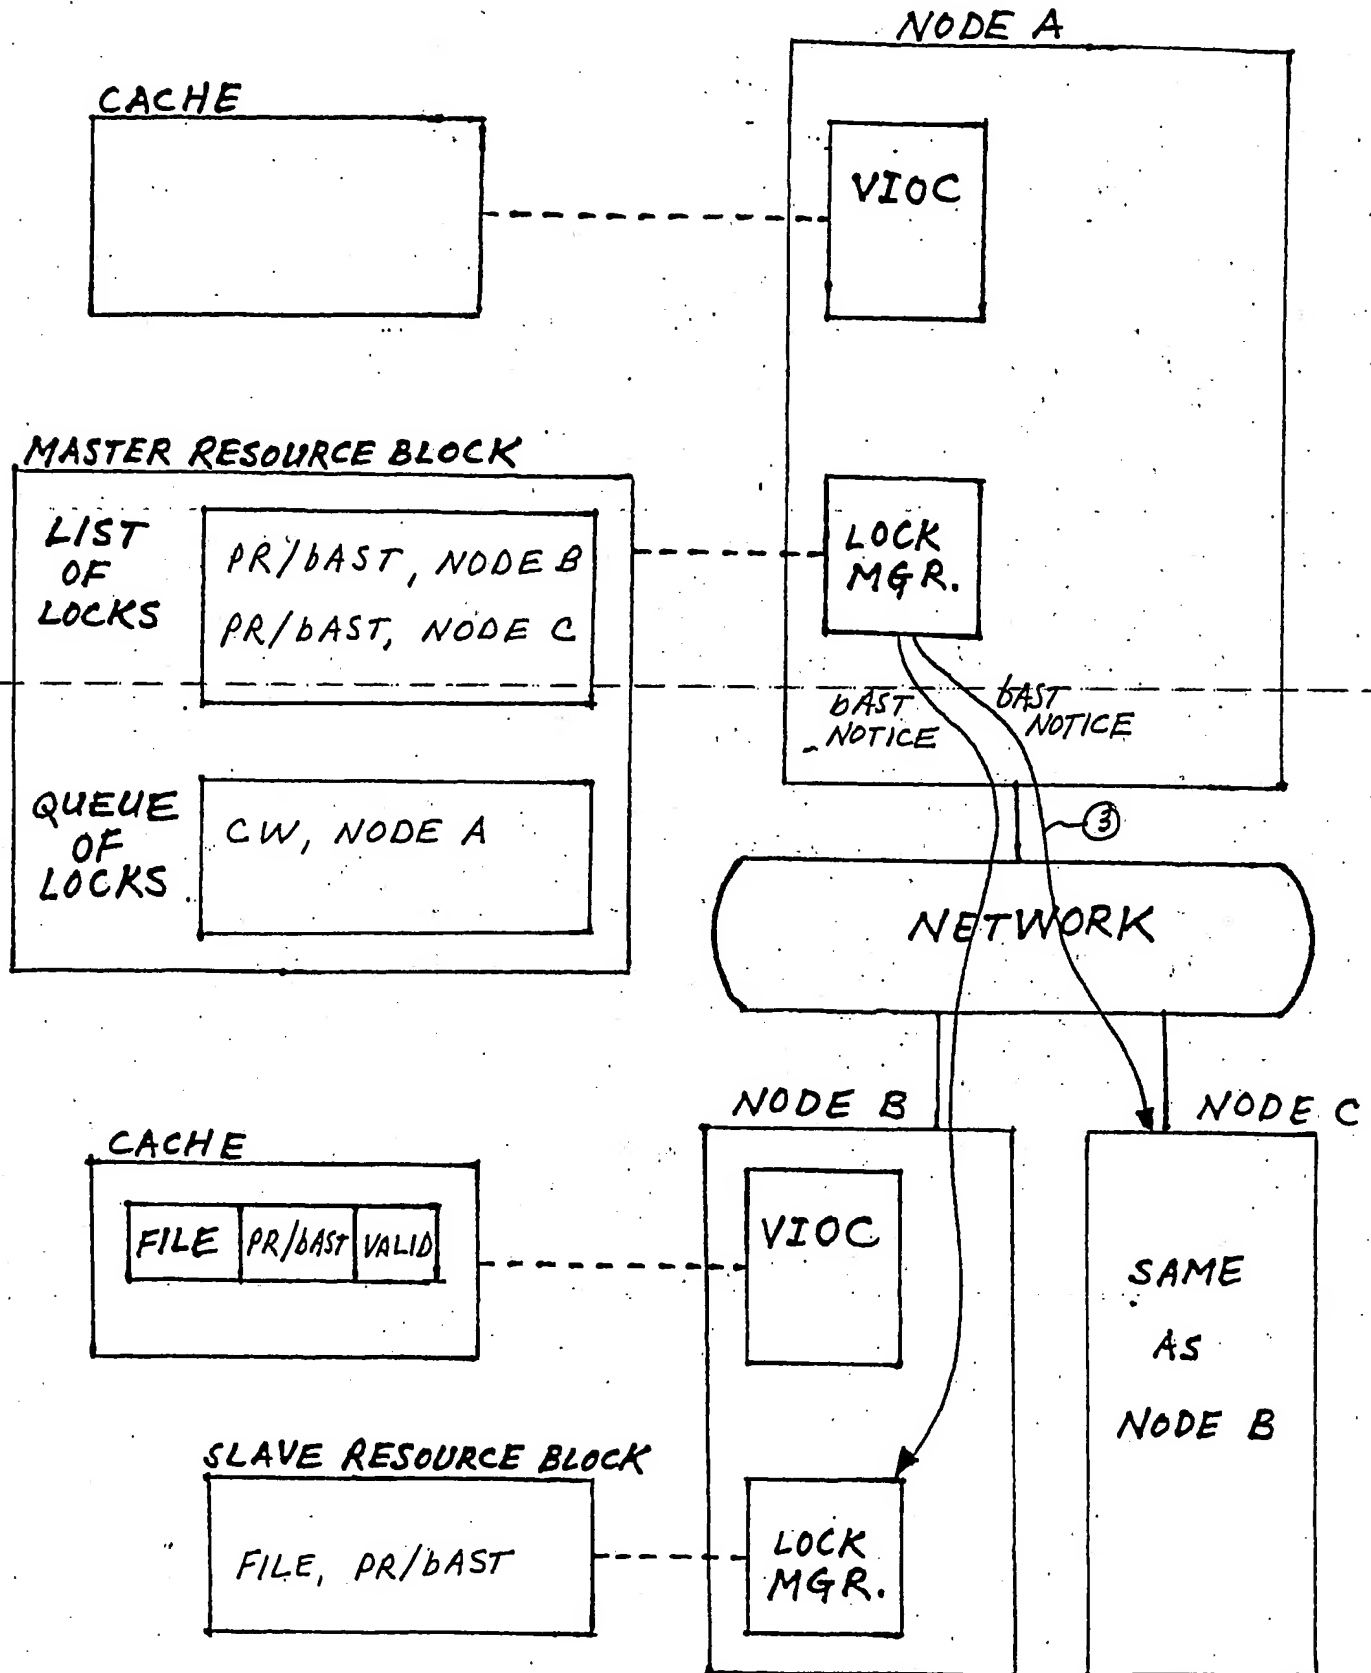 NODE A
CACHE
VIOC
MASTER RESOURCE BLOCK
LIST
OF
LOCKS
PR/bAST, NODE B
PR/bAST, NODE C
LOCK
MGR.
bAST
NOTICE
bAST
NOTICE
QUEUE
OF
LOCKS
CW, NODE A
3
NETWORK
NODE B
NODE C
CACHE
FILE PR/bAST VALID
VIOC
SAME
AS
NODE B
SLAVE RESOURCE BLOCK
FILE, PR/bAST
LOCK
MGR.